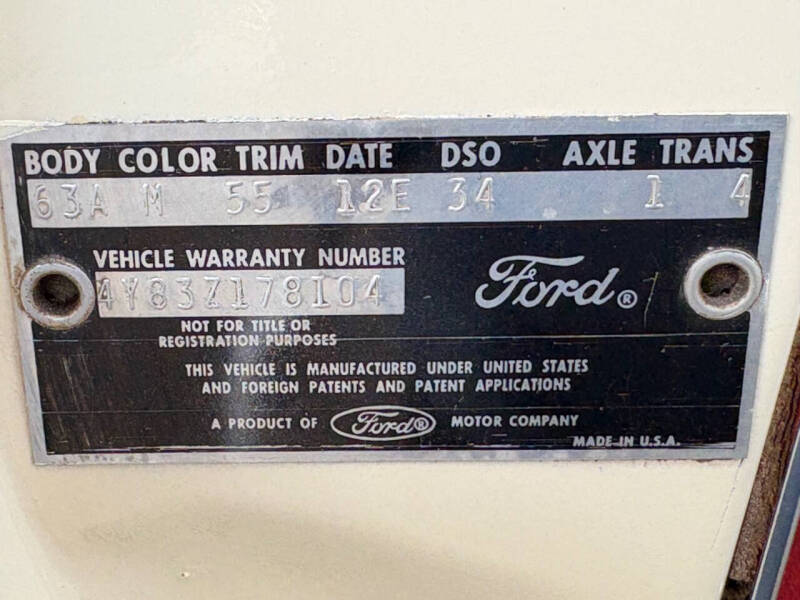 BODY COLOR TRIM DATE DSO AXLE TRANS
63A M 55 12E 34 1 4
VEHICLE WARRANTY NUMBER
4Y83Z178104
Ford®
NOT FOR TITLE OR
REGISTRATION PURPOSES
THIS VEHICLE IS MANUFACTURED UNDER UNITED STATES
AND FOREIGN PATENTS AND PATENT APPLICATIONS
A PRODUCT OF Ford® MOTOR COMPANY
MADE IN U.S.A.